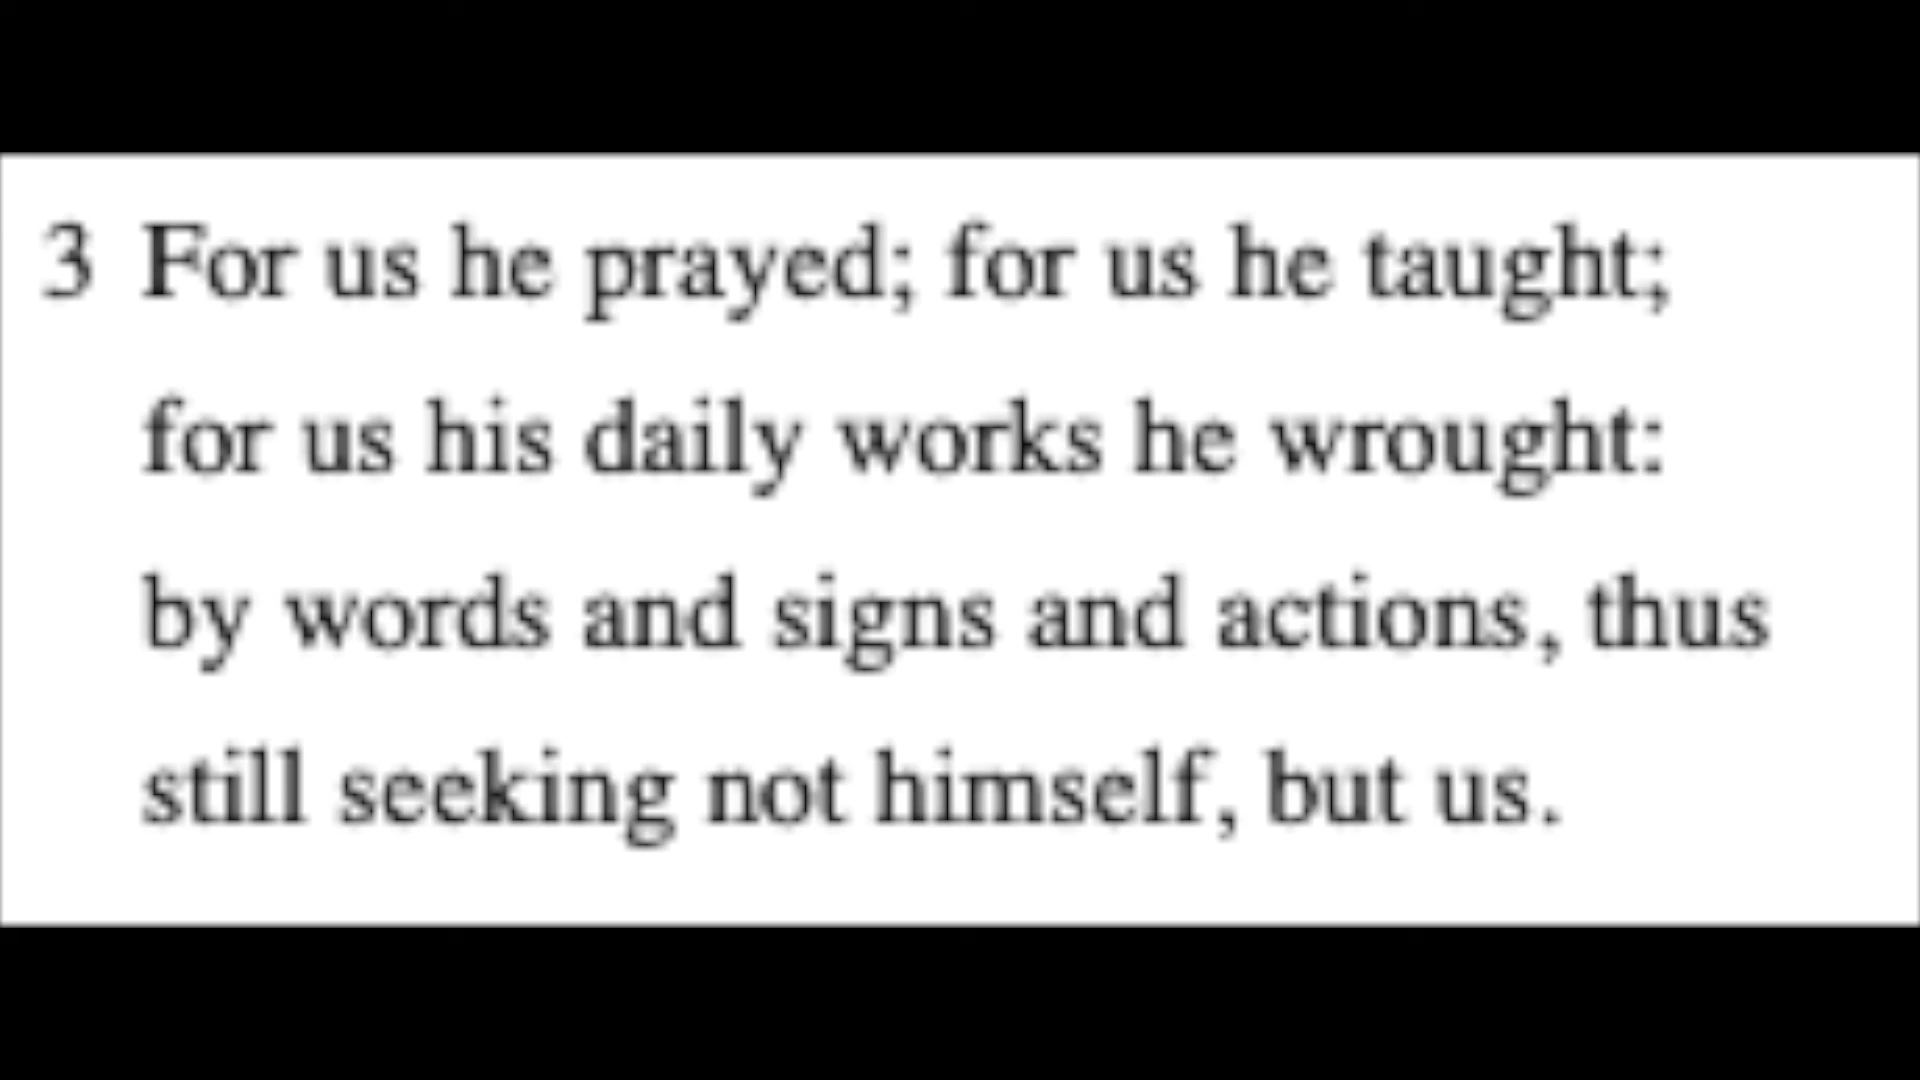 3 For us he prayed; for us he taught;
for us his daily works he wrought:
by words and signs and actions, thus
still seeking not himself, but us.